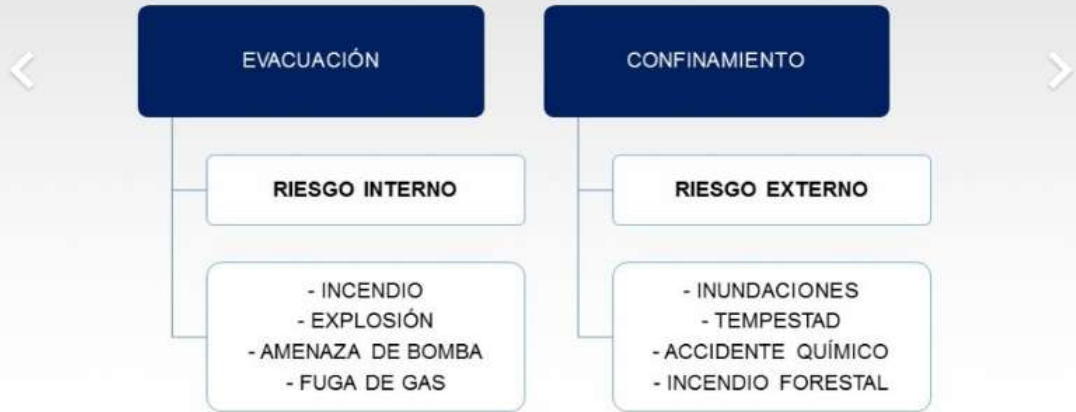 EVACUACIÓN
RIESGO INTERNO
- INCENDIO
- EXPLOSIÓN
- AMENAZA DE BOMBA
- FUGA DE GAS
CONFINAMIENTO
RIESGO EXTERNO
- INUNDACIONES
- TEMPESTAD
- ACCIDENTE QUÍMICO
- INCENDIO FORESTAL